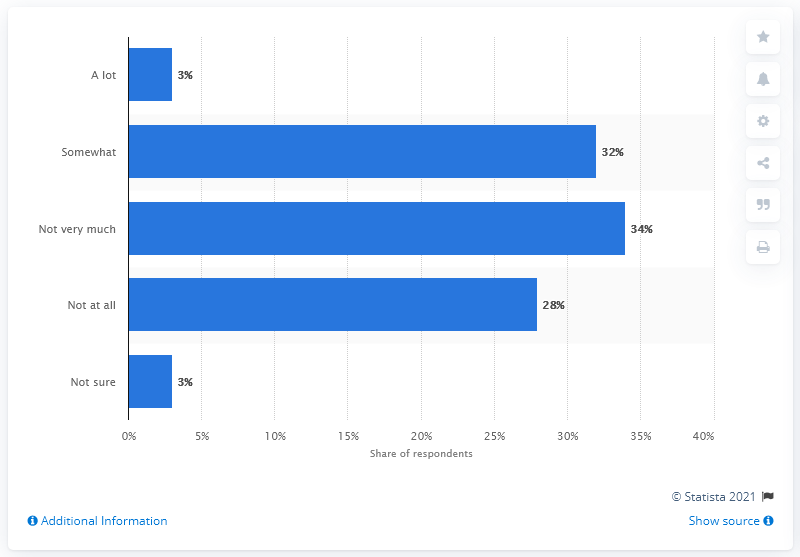 A lot 3%
Somewhat 32%
Not very much 34%
Not at all 28%
Not sure 3%
0% 5% 10% 15% 20% 25% 30% 35% 40%
Share of respondents
© Statista 2021
Additional Information Show source